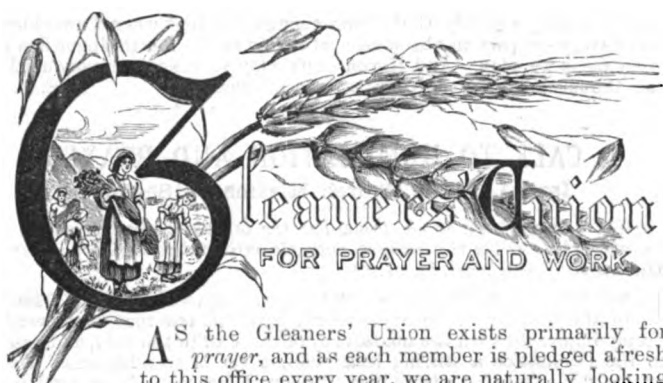 Gleaners' Union
FOR PRAYER AND WORK
AS the Gleaners' Union exists primarily for
prayer, and as each member is pledged afresh
to this office every year, we are naturally looking